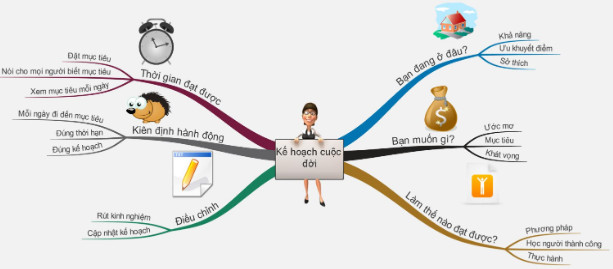 Kế hoạch cuộc
đời
Bạn đang ở đâu?
Khả năng
Ưu khuyết điểm
Sở thích
Bạn muốn gì?
Ước mơ
Mục tiêu
Khát vọng
Làm thế nào đạt được?
Phương pháp
Học người thành công
Thực hành
Điều chỉnh
Rút kinh nghiệm
Cập nhật kế hoạch
Kiên định hành động
Mỗi ngày đi đến mục tiêu
Đúng thời hạn
Đúng kế hoạch
Thời gian đạt được
Đặt mục tiêu
Nói cho mọi người biết mục tiêu
Xem mục tiêu mỗi ngày